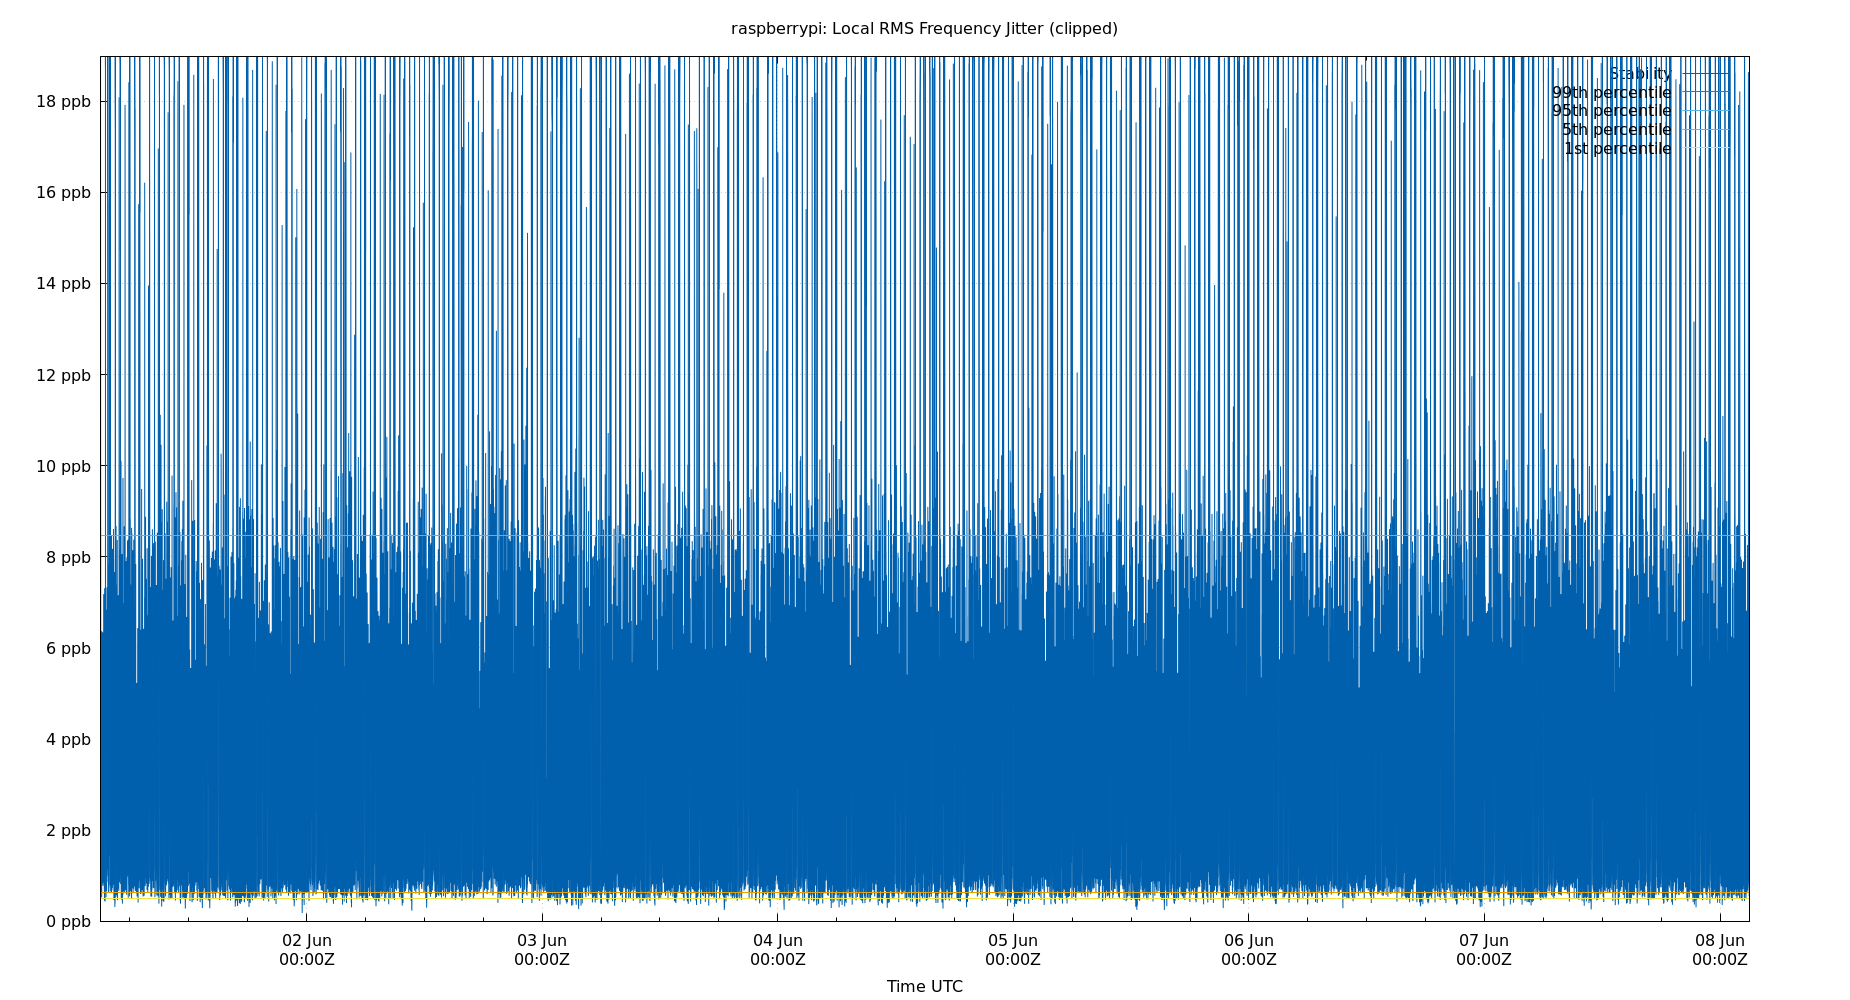 raspberrypi: Local RMS Frequency Jitter (clipped)
Stability
99th percentile
95th percentile
5th percentile
1st percentile
18 ppb
16 ppb
14 ppb
12 ppb
10 ppb
8 ppb
6 ppb
4 ppb
2 ppb
0 ppb
02 Jun 03 Jun 04 Jun 05 Jun 06 Jun 07 Jun 08 Jun
00:00Z 00:00Z 00:00Z 00:00Z 00:00Z 00:00Z 00:00Z
Time UTC